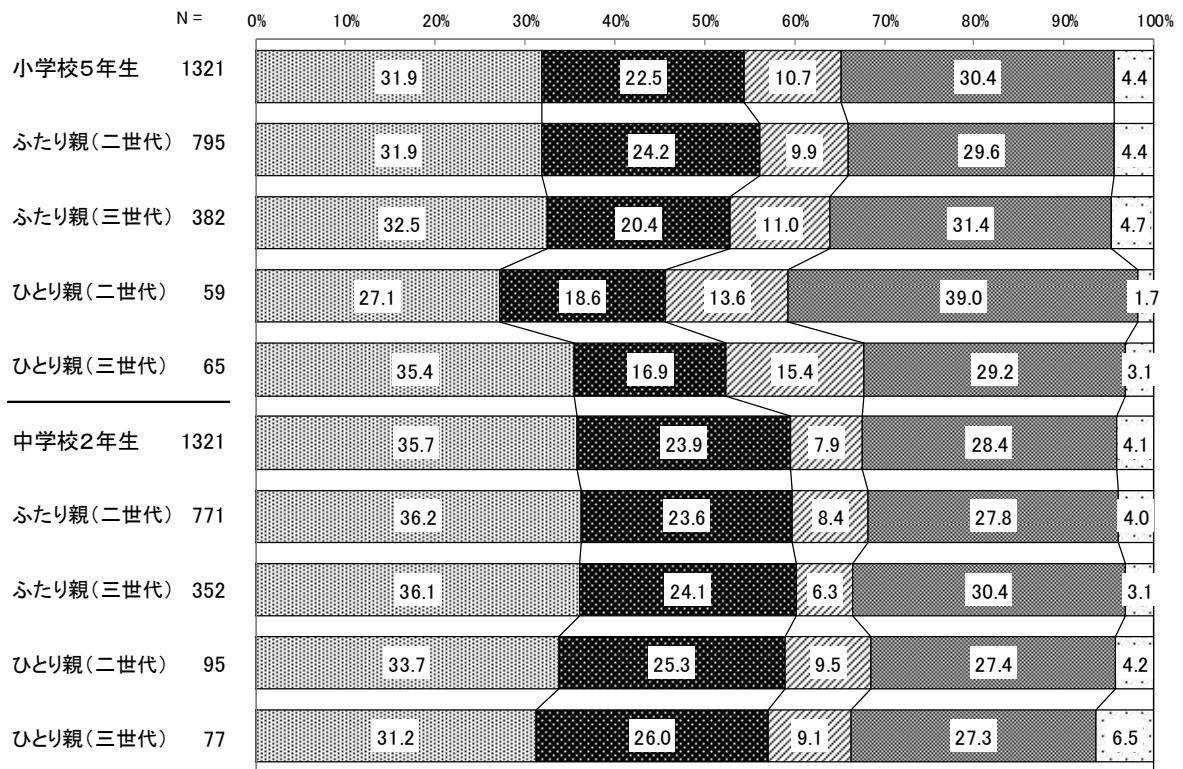 N = 0% 10% 20% 30% 40% 50% 60% 70% 80% 90% 100%
小学校5年生 1321 31.9 22.5 10.7 30.4 4.4
ふたり親(二世代) 795 31.9 24.2 9.9 29.6 4.4
ふたり親(三世代) 382 32.5 20.4 11.0 31.4 4.7
ひとり親(二世代) 59 27.1 18.6 13.6 39.0 1.7
ひとり親(三世代) 65 35.4 16.9 15.4 29.2 3.1
中学校2年生 1321 35.7 23.9 7.9 28.4 4.1
ふたり親(二世代) 771 36.2 23.6 8.4 27.8 4.0
ふたり親(三世代) 352 36.1 24.1 6.3 30.4 3.1
ひとり親(二世代) 95 33.7 25.3 9.5 27.4 4.2
ひとり親(三世代) 77 31.2 26.0 9.1 27.3 6.5